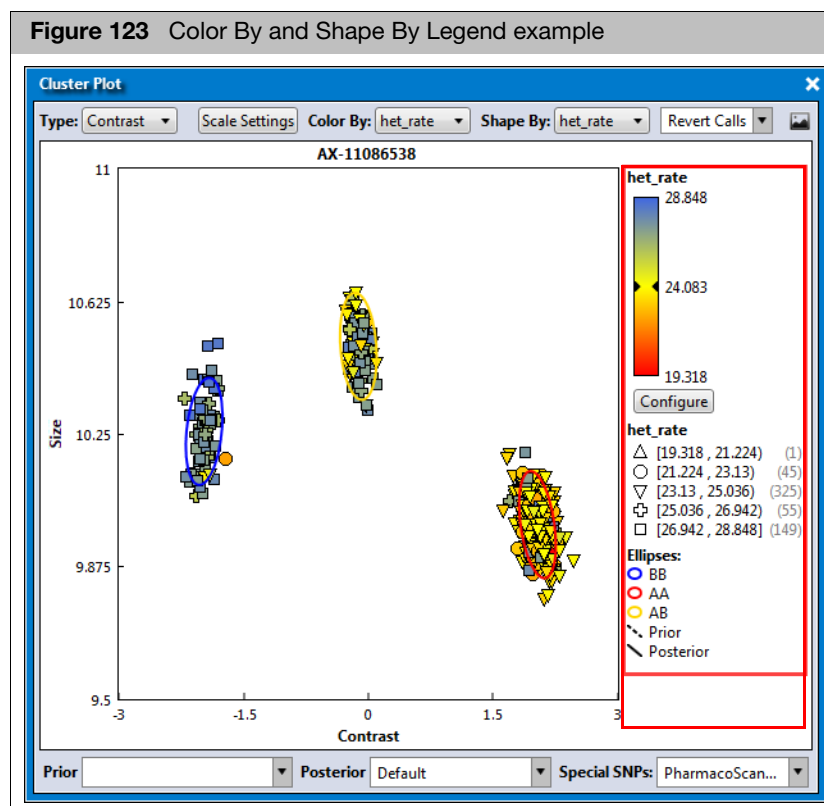 Figure 123 Color By and Shape By Legend example
Cluster Plot
Type: Contrast Scale Settings Color By: het_rate Shape By: het_rate Revert Calls
AX-11086538
11
10.625
10.25
9.875
9.5
Size
-3 -1.5 0 1.5 3
Contrast
het_rate
28.848
24.083
19.318
Configure
het_rate
[19.318 , 21.224) (1)
[21.224 , 23.13) (45)
[23.13 , 25.036) (325)
[25.036 , 26.942) (55)
[26.942 , 28.848] (149)
Ellipses:
BB
AA
AB
Prior
Posterior
Prior Posterior Default Special SNPs: PharmacoScan...